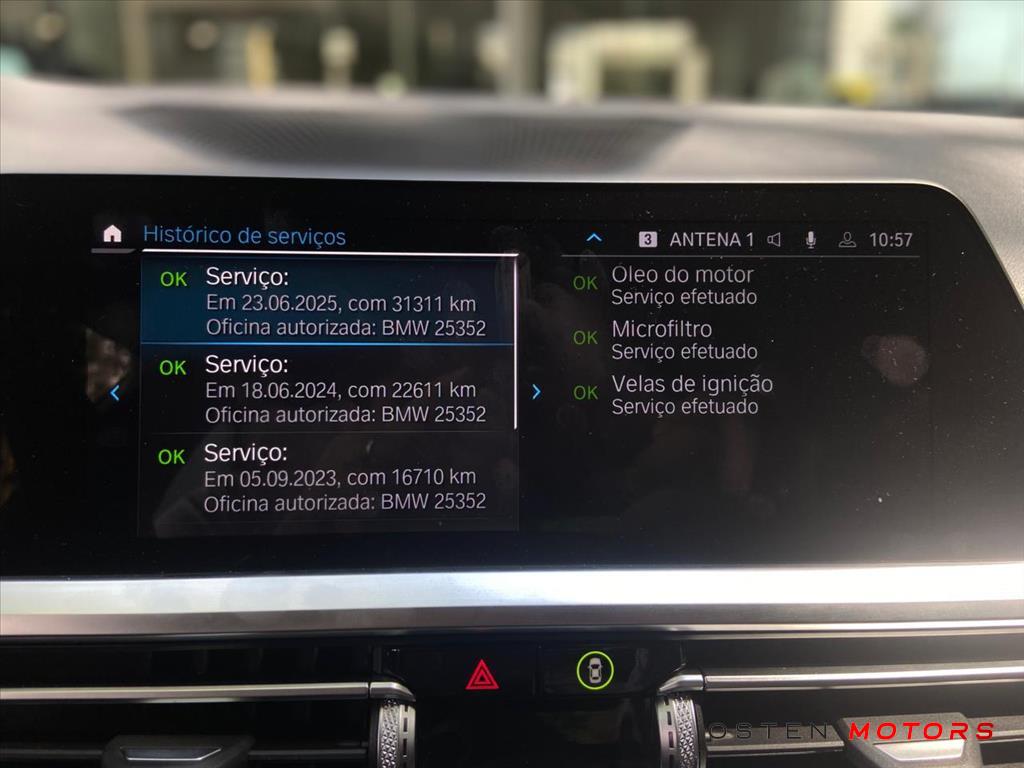 Histórico de serviços
3 ANTENA 1 10:57
OK Serviço:
Em 23.06.2025, com 31311 km
Oficina autorizada: BMW 25352
OK Serviço:
Em 18.06.2024, com 22611 km
Oficina autorizada: BMW 25352
OK Serviço:
Em 05.09.2023, com 16710 km
Oficina autorizada: BMW 25352
OK Óleo do motor
Serviço efetuado
OK Microfiltro
Serviço efetuado
OK Velas de ignição
Serviço efetuado
OSTEN MOTORS